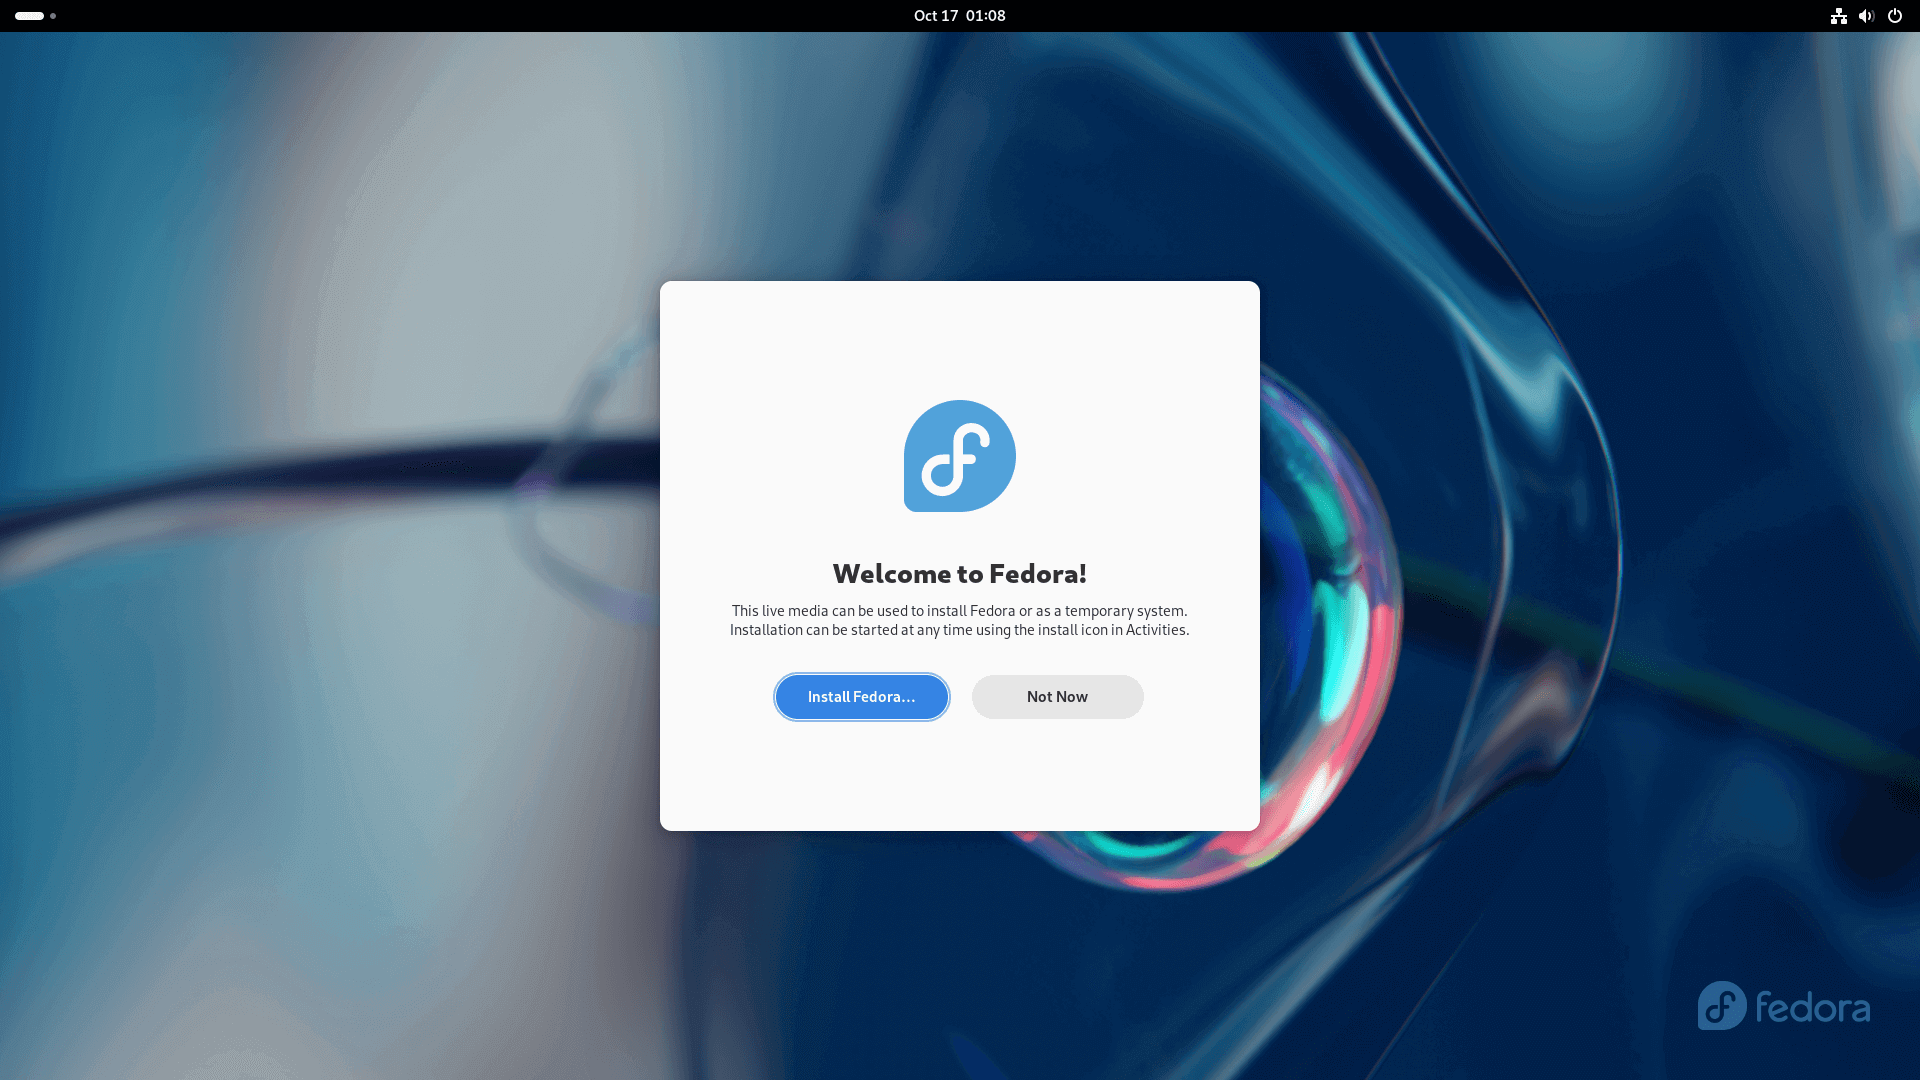 Oct 17 01:08
Welcome to Fedora!
This live media can be used to install Fedora or as a temporary system.
Installation can be started at any time using the install icon in Activities.
Install Fedora…
Not Now
fedora